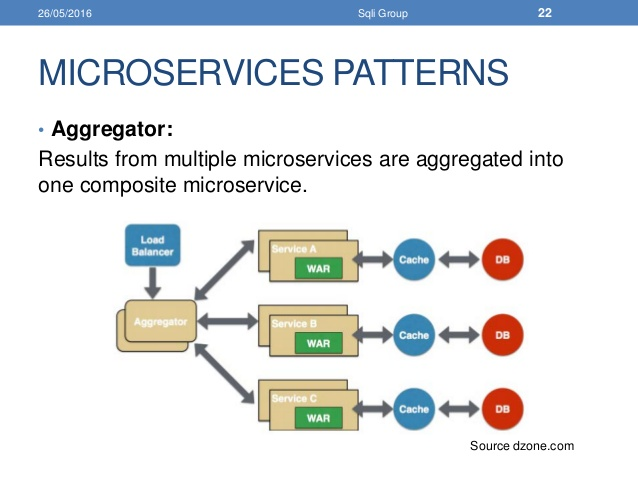 26/05/2016 Sqli Group 22
MICROSERVICES PATTERNS
• Aggregator:
Results from multiple microservices are aggregated into
one composite microservice.
Load
Balancer
Aggregator
Service A
WAR
Cache
DB
Service B
WAR
Cache
DB
Service C
WAR
Cache
DB
Source dzone.com